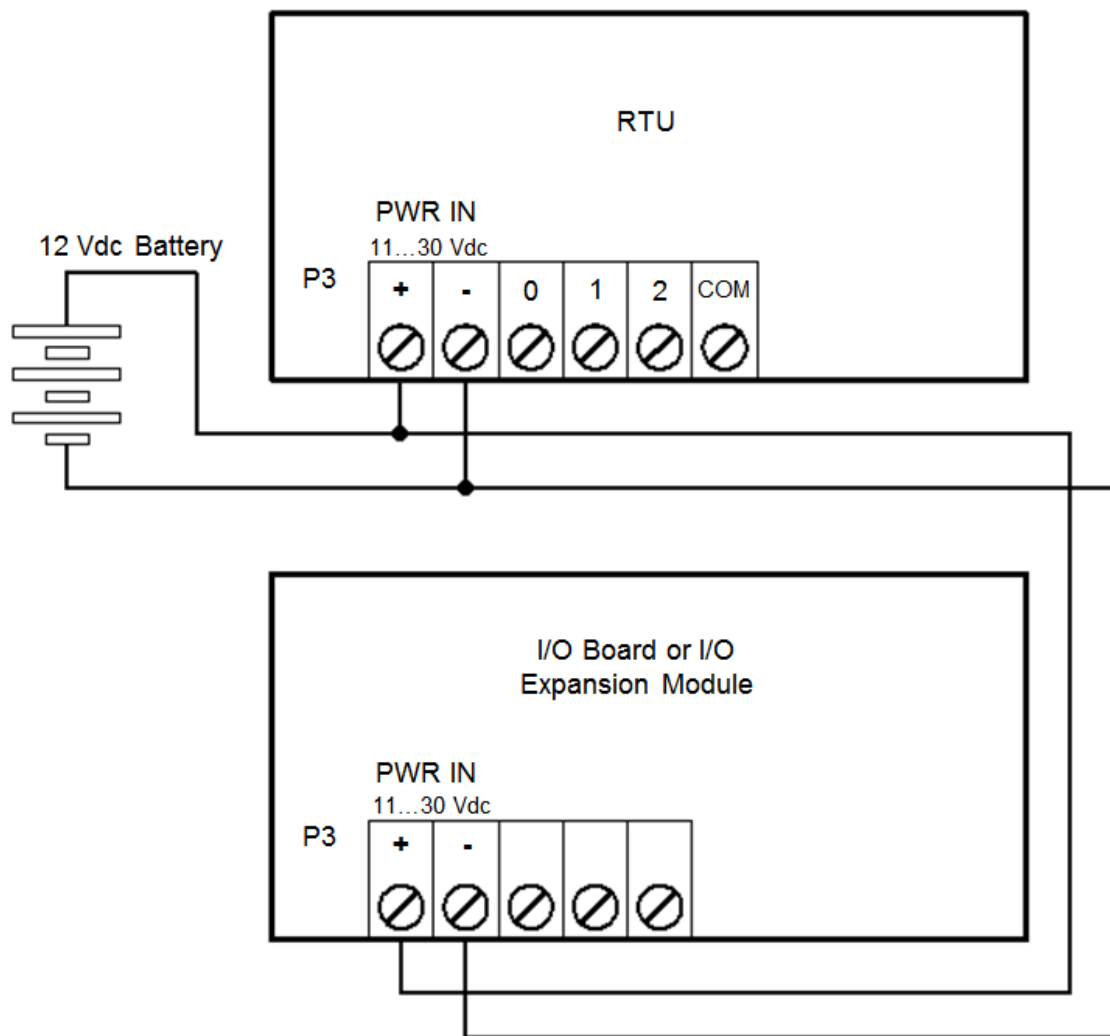 RTU
PWR IN
12 Vdc Battery
11...30 Vdc
P3
+ - 0 1 2 COM
I/O Board or I/O
Expansion Module
PWR IN
11...30 Vdc
P3
+ -